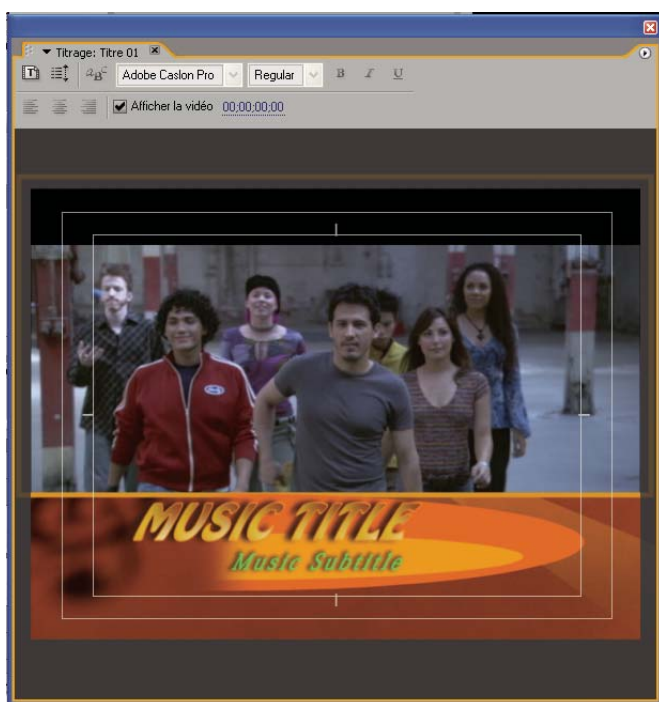 Titrage: Titre 01
Adobe Caslon Pro Regular B I U
Afficher la vidéo 00;00;00;00
MUSIC TITLE
Music Subtitle